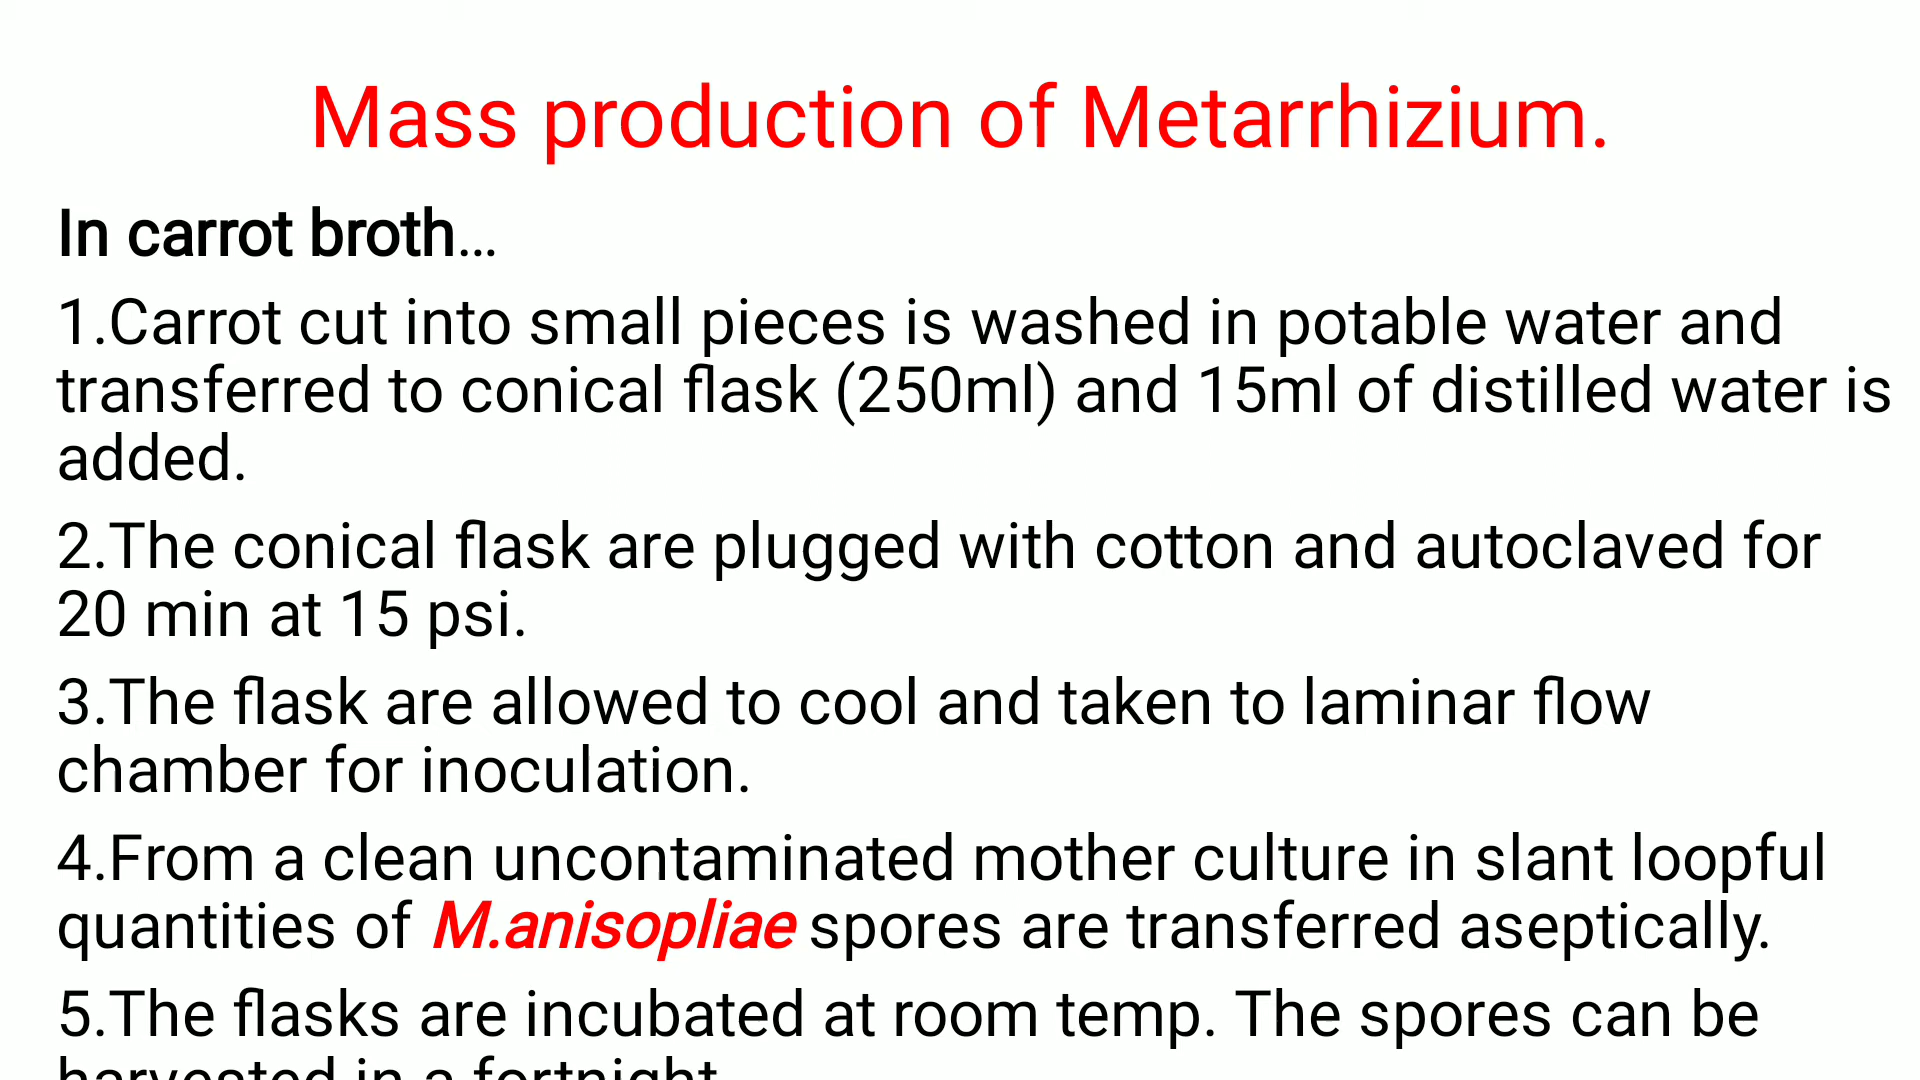 Mass production of Metarrhizium.
In carrot broth...
1.Carrot cut into small pieces is washed in potable water and
transferred to conical flask (250ml) and 15ml of distilled water is
added.
2.The conical flask are plugged with cotton and autoclaved for
20 min at 15 psi.
3.The flask are allowed to cool and taken to laminar flow
chamber for inoculation.
4.From a clean uncontaminated mother culture in slant loopful
quantities of M.anisopliae spores are transferred aseptically.
5.The flasks are incubated at room temp. The spores can be
harvested in a fortnight